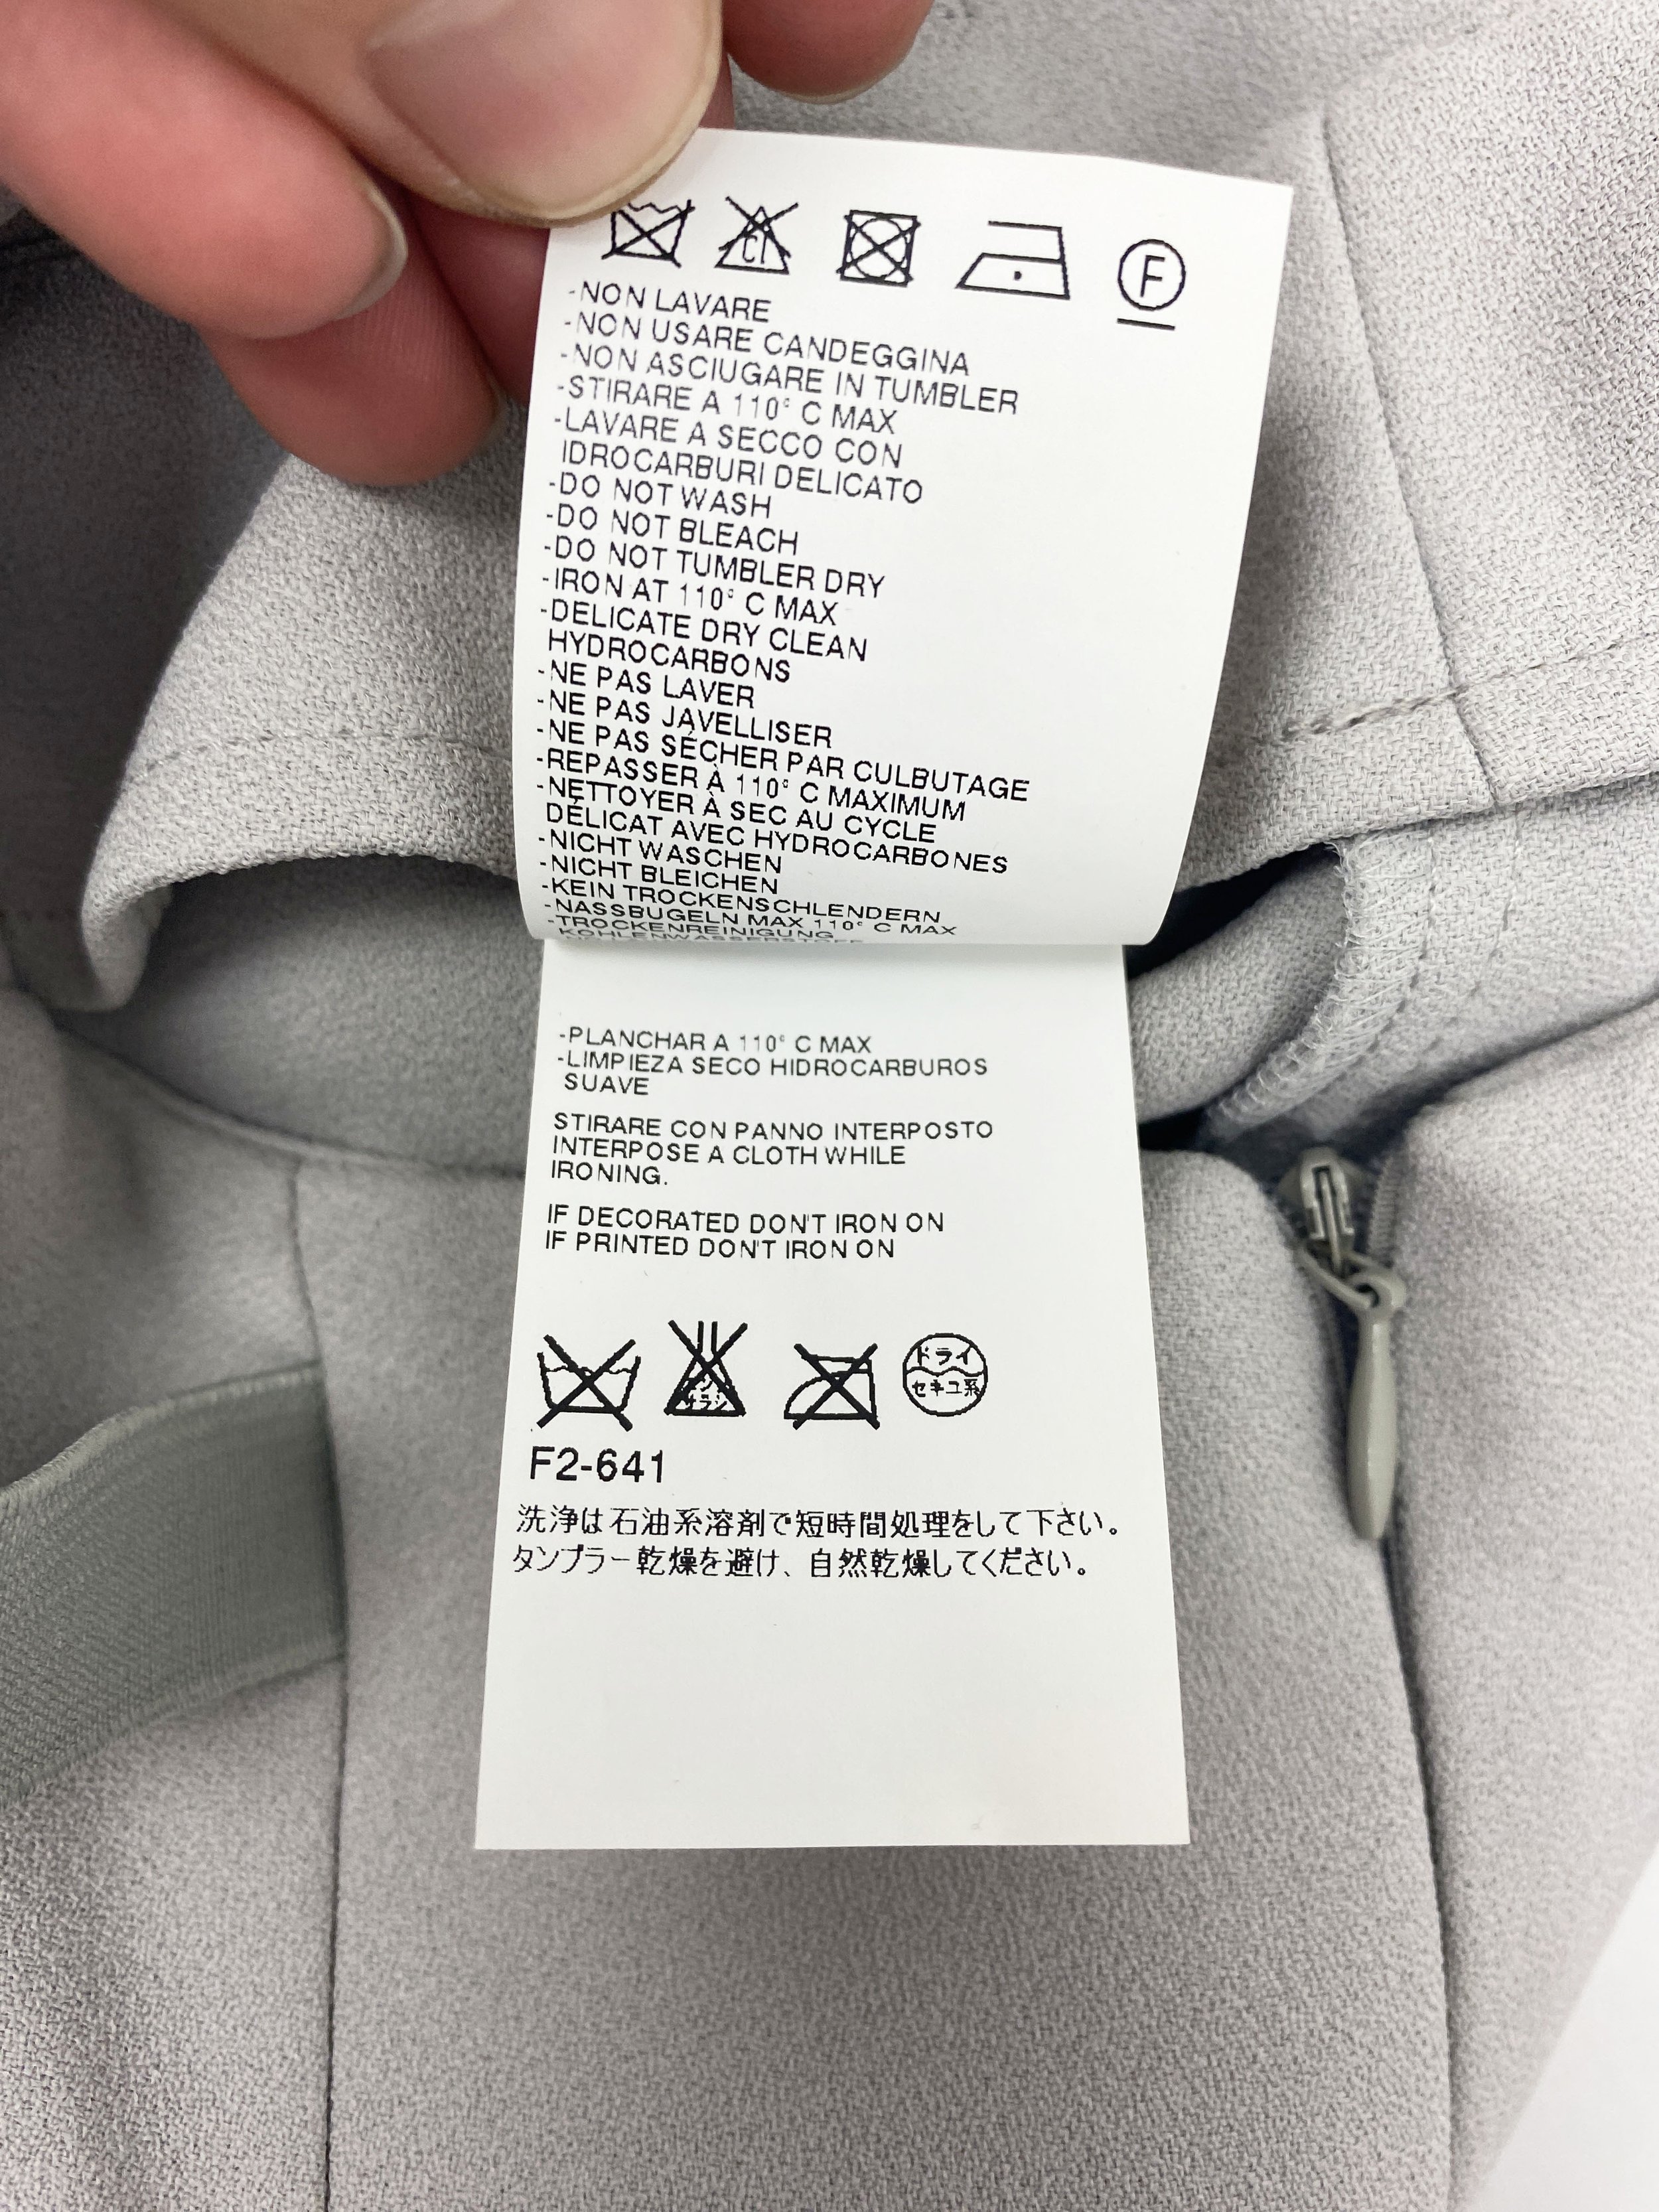 CL
F
-NON LAVARE
-NON USARE CANDEGGINA
-NON ASCIUGARE IN TUMBLER
-STIRARE A 110° C MAX
-LAVARE A SECCO CON
IDROCARBURI DELICATO
-DO NOT WASH
-DO NOT BLEACH
-DO NOT TUMBLER DRY
-IRON AT 110° C MAX
-DELICATE DRY CLEAN
HYDROCARBONS
-NE PAS LAVER
-NE PAS JAVELLISER
-NE PAS SÉCHER PAR CULBUTAGE
-REPASSER À 110° C MAXIMUM
-NETTOYER À SEC AU CYCLE
DÉLICAT AVEC HYDROCARBONES
-NICHT WASCHEN
-NICHT BLEICHEN
-KEIN TROCKENSCHLENDERN
-NASSBUGELN MAX 110° C MAX
-TROCKENREINIGUNG
KOHLENWASSERSTOFF
-PLANCHAR A 110° C MAX
-LIMPIEZA SECO HIDROCARBUROS
SUAVE
STIRARE CON PANNO INTERPOSTO
INTERPOSE A CLOTH WHILE
IRONING.
IF DECORATED DON'T IRON ON
IF PRINTED DON'T IRON ON
ドライ
セキユ系
F2-641
洗浄は石油系溶剤で短時間処理をして下さい。
タンブラー乾燥を避け、自然乾燥してください。